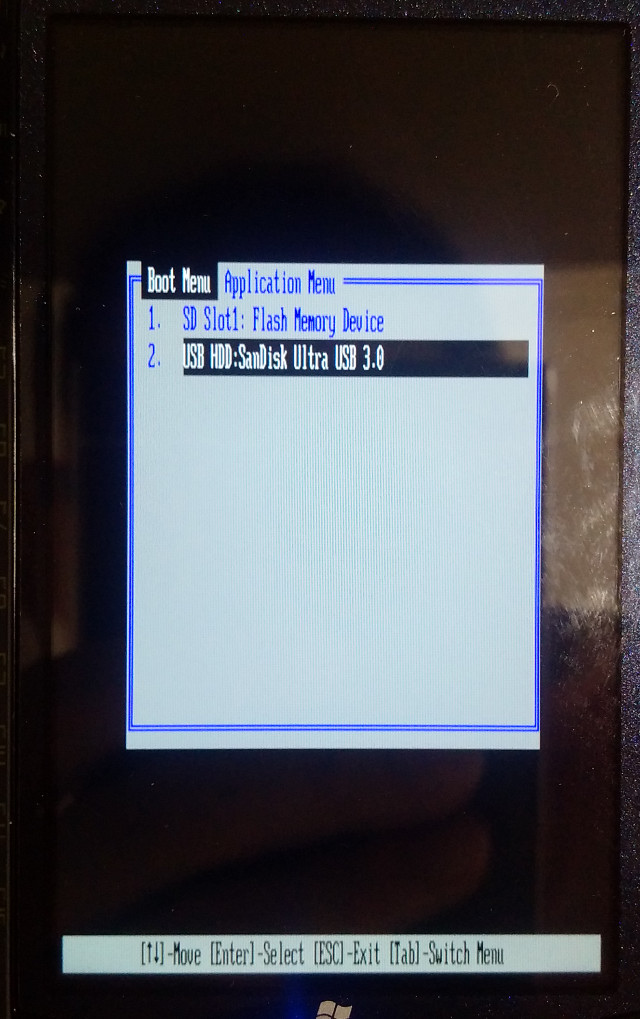 Boot Menu Application Menu
1. SD Slot1: Flash Memory Device
2. USB HDD:SanDisk Ultra USB 3.0
[↑↓]-Move [Enter]-Select [ESC]-Exit [Tab]-Switch Menu